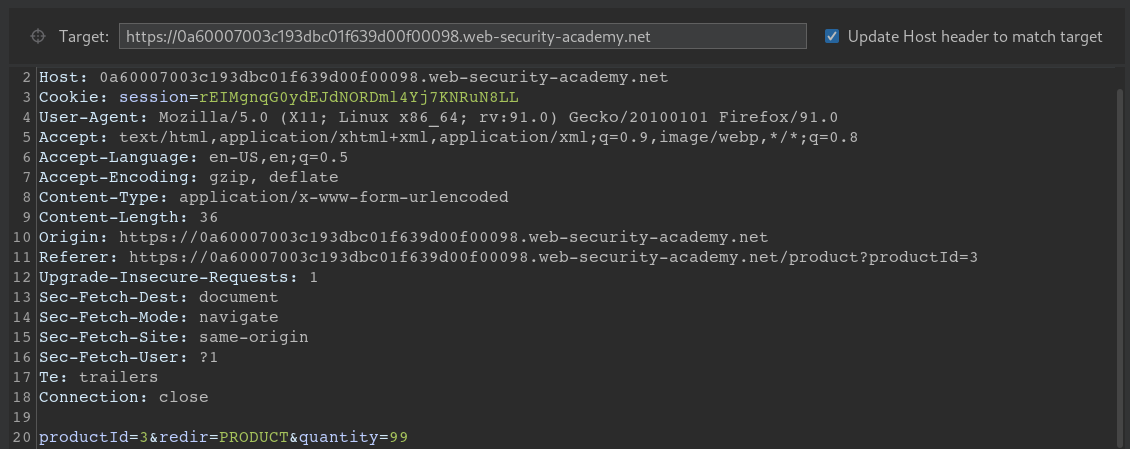 Target: https://0a60007003c193dbc01f639d00f00098.web-security-academy.net Update Host header to match target
2 Host: 0a60007003c193dbc01f639d00f00098.web-security-academy.net
3 Cookie: session=rEIMgnqG0ydEJdNORDml4Yj7KNRuN8LL
4 User-Agent: Mozilla/5.0 (X11; Linux x86_64; rv:91.0) Gecko/20100101 Firefox/91.0
5 Accept: text/html,application/xhtml+xml,application/xml;q=0.9,image/webp,*/*;q=0.8
6 Accept-Language: en-US,en;q=0.5
7 Accept-Encoding: gzip, deflate
8 Content-Type: application/x-www-form-urlencoded
9 Content-Length: 36
10 Origin: https://0a60007003c193dbc01f639d00f00098.web-security-academy.net
11 Referer: https://0a60007003c193dbc01f639d00f00098.web-security-academy.net/product?productId=3
12 Upgrade-Insecure-Requests: 1
13 Sec-Fetch-Dest: document
14 Sec-Fetch-Mode: navigate
15 Sec-Fetch-Site: same-origin
16 Sec-Fetch-User: ?1
17 Te: trailers
18 Connection: close
19
20 productId=3&redir=PRODUCT&quantity=99